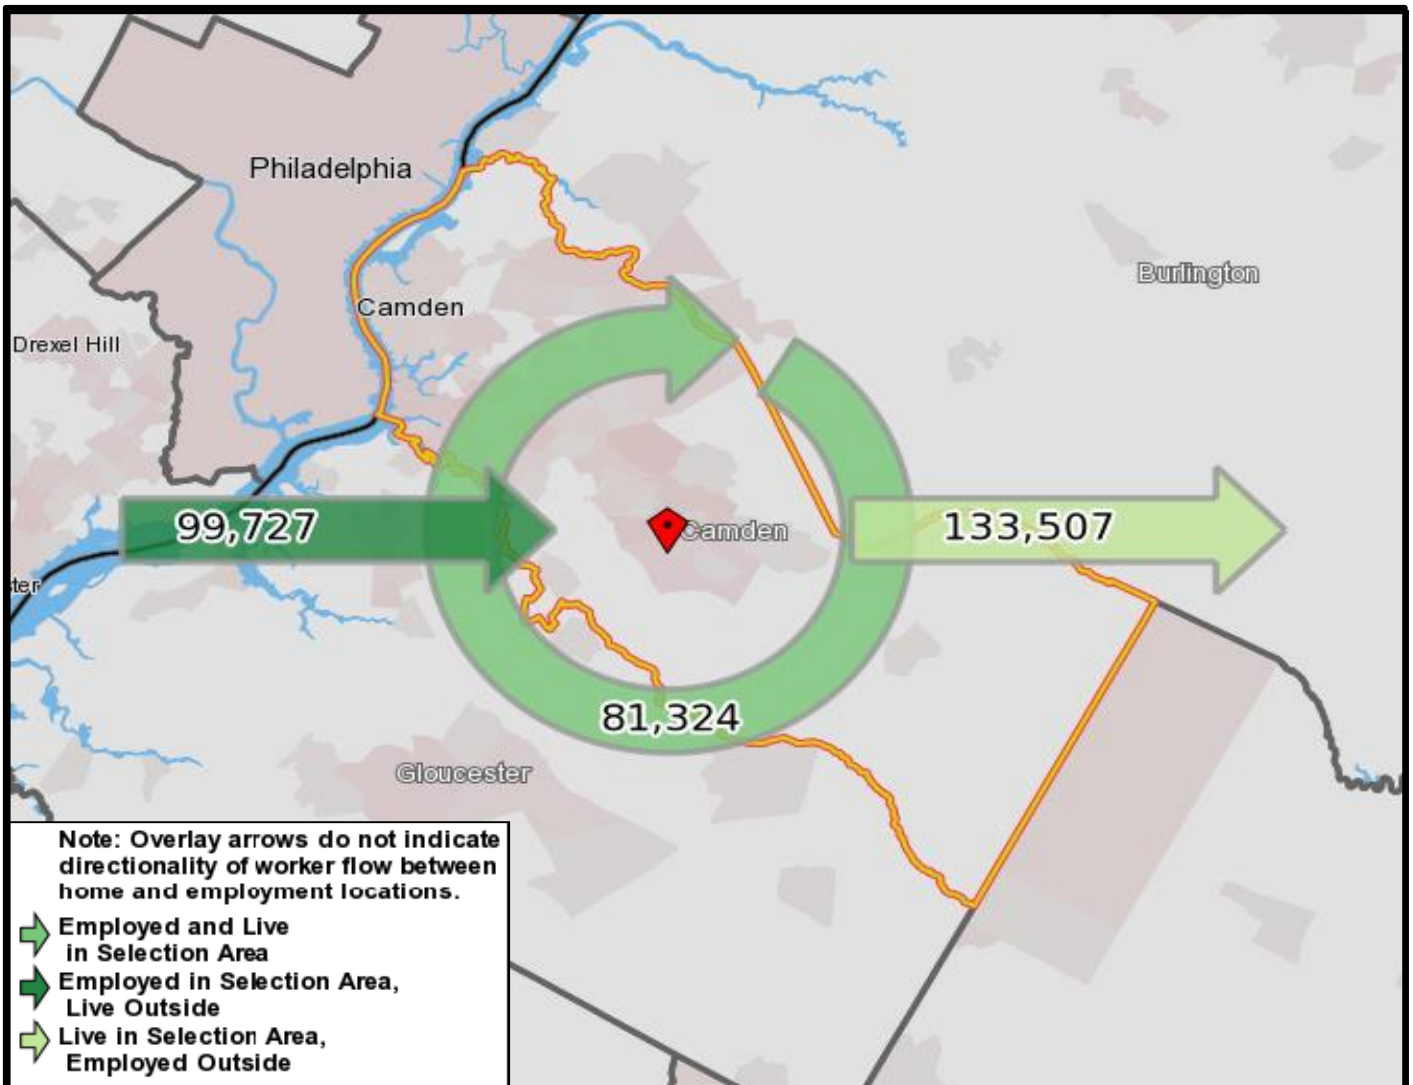 Philadelphia
Burlington
Camden
Drexel Hill
99,727
Camden
133,507
ter
81,324
Gloucester
Note: Overlay arrows do not indicate
directionality of worker flow between
home and employment locations.
Employed and Live
in Selection Area
Employed in Selection Area,
Live Outside
Live in Selection Area,
Employed Outside